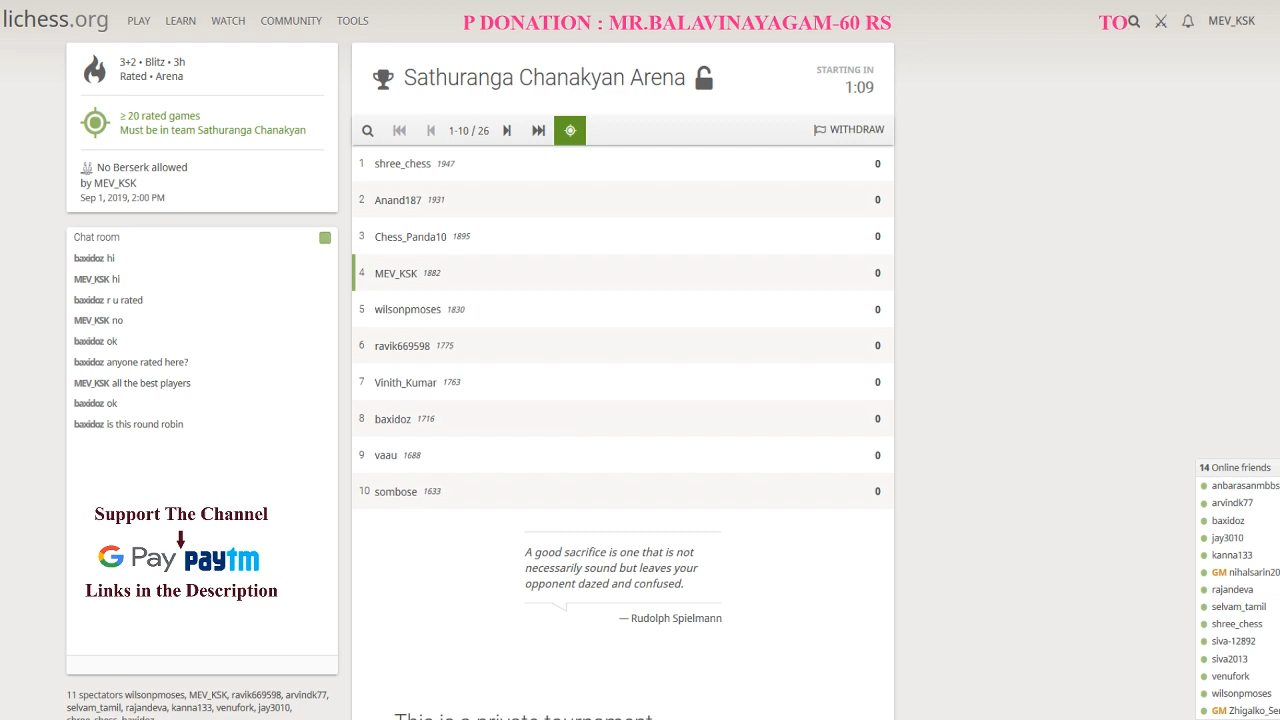 lichess.org PLAY LEARN WATCH COMMUNITY TOOLS P DONATION : MR.BALAVINAYAGAM-60 RS TO MEV_KSK
3+2 • Blitz • 3h
Rated • Arena
≥ 20 rated games
Must be in team Sathuranga Chanakyan
No Berserk allowed
by MEV_KSK
Sep 1, 2019, 2:00 PM
Chat room
baxidoz hi
MEV_KSK hi
baxidoz r u rated
MEV_KSK no
baxidoz ok
baxidoz anyone rated here?
MEV_KSK all the best players
baxidoz ok
baxidoz is this round robin
Support The Channel
G Pay paytm
Links in the Description
11 spectators wilsonpmoses, MEV_KSK, ravik669598, arvindk77,
selvam_tamil, rajandeva, kanna133, venufork, jay3010,
shree_chess, baxidoz
Sathuranga Chanakyan Arena
STARTING IN
1:09
1-10 / 26 WITHDRAW
1 shree_chess 1947 0
2 Anand187 1931 0
3 Chess_Panda10 1895 0
4 MEV_KSK 1882 0
5 wilsonpmoses 1830 0
6 ravik669598 1775 0
7 Vinith_Kumar 1763 0
8 baxidoz 1716 0
9 vaau 1688 0
10 sombose 1633 0
A good sacrifice is one that is not
necessarily sound but leaves your
opponent dazed and confused.
— Rudolph Spielmann
This is a private tournament
14 Online friends
anbarasanmbbs
arvindk77
baxidoz
jay3010
kanna133
GM nihalsarin20
rajandeva
selvam_tamil
shree_chess
siva-12892
siva2013
venufork
wilsonpmoses
GM Zhigalko_Se